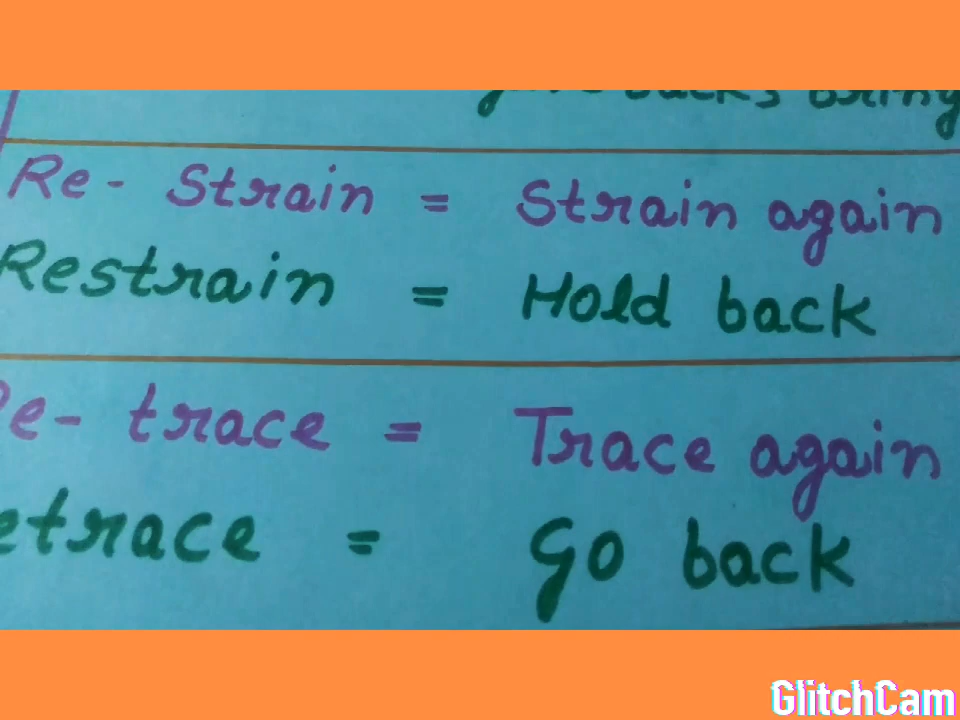 Re- Strain = Strain again
Restrain = Hold back
e- trace = Trace again
etrace = Go back
GlitchCam